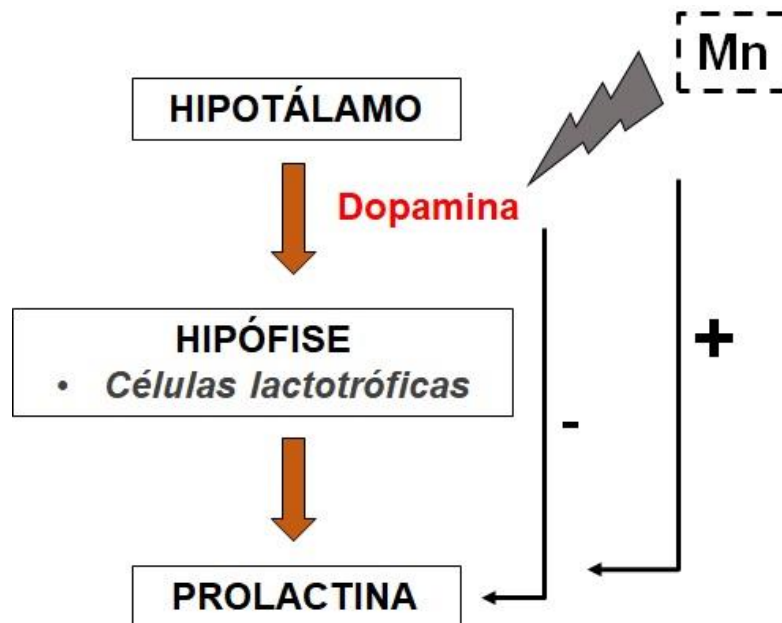 Mn
HIPOTÁLAMO
Dopamina
HIPÓFISE
• Células lactotróficas
+
-
PROLACTINA